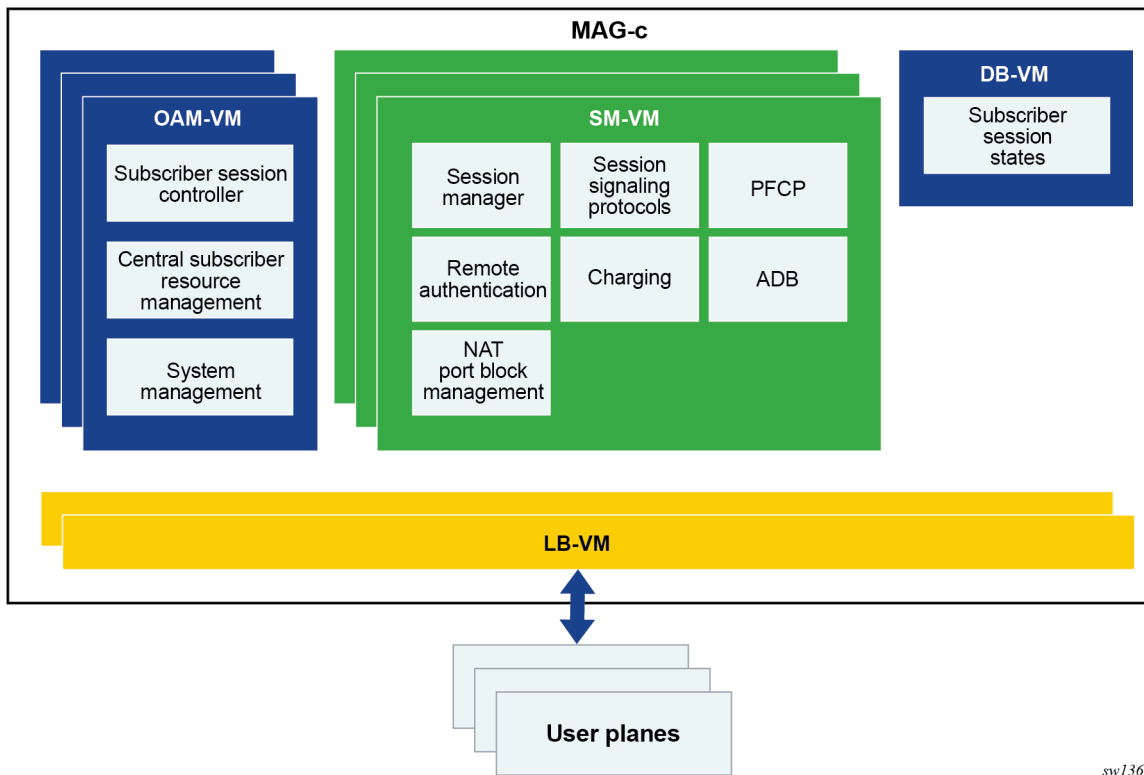 MAG-c
OAM-VM
Subscriber session
controller
Central subscriber
resource
management
System
management
SM-VM
Session
manager
Session
signaling
protocols
PFCP
Remote
authentication
Charging
ADB
NAT
port block
management
DB-VM
Subscriber
session
states
LB-VM
User planes
sw136